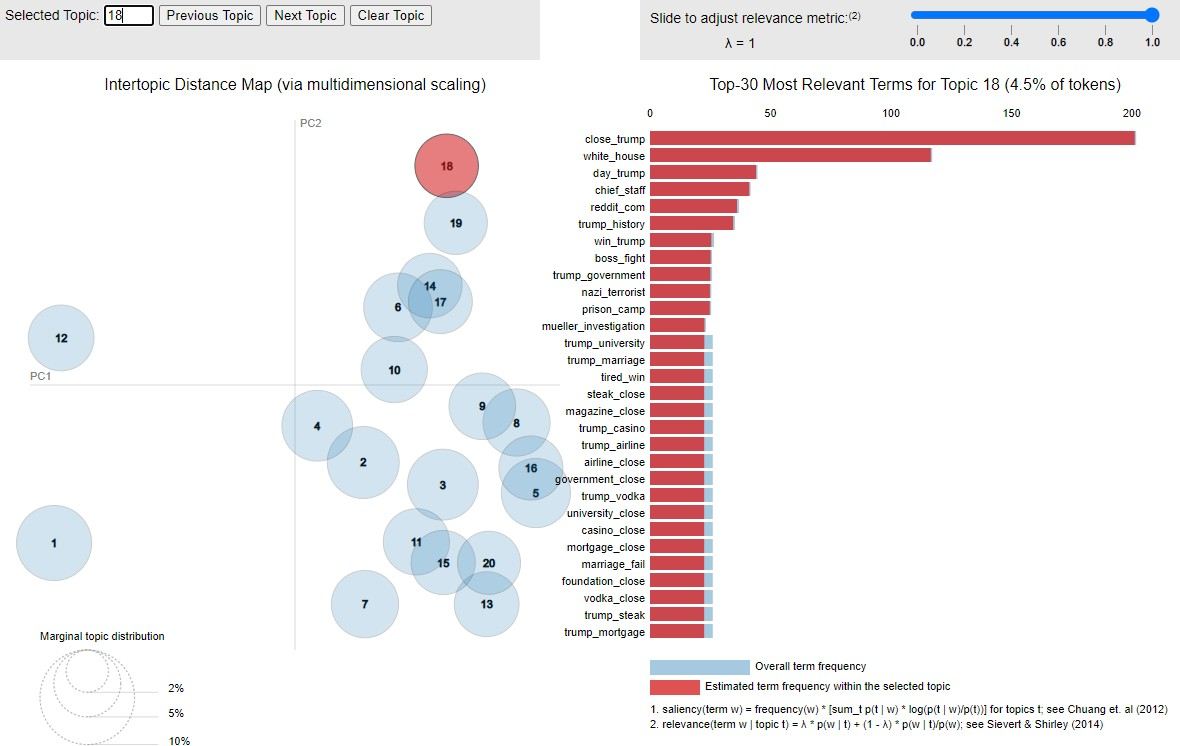 Selected Topic: 18 Previous Topic Next Topic Clear Topic
Slide to adjust relevance metric:(2)
λ = 1
0.0 0.2 0.4 0.6 0.8 1.0
Intertopic Distance Map (via multidimensional scaling)
PC2
PC1
18
19
14
17
6
12
10
9
8
4
2
16
5
3
1
11
15
20
7
13
Marginal topic distribution
2%
5%
10%
Top-30 Most Relevant Terms for Topic 18 (4.5% of tokens)
0 50 100 150 200
close_trump
white_house
day_trump
chief_staff
reddit_com
trump_history
win_trump
boss_fight
trump_government
nazi_terrorist
prison_camp
mueller_investigation
trump_university
trump_marriage
tired_win
steak_close
magazine_close
trump_casino
trump_airline
airline_close
government_close
trump_vodka
university_close
casino_close
mortgage_close
marriage_fail
foundation_close
vodka_close
trump_steak
trump_mortgage
Overall term frequency
Estimated term frequency within the selected topic
1. saliency(term w) = frequency(w) * [sum_t p(t | w) * log(p(t | w)/p(t))] for topics t; see Chuang et. al (2012)
2. relevance(term w | topic t) = λ * p(w | t) + (1 - λ) * p(w | t)/p(w); see Sievert & Shirley (2014)